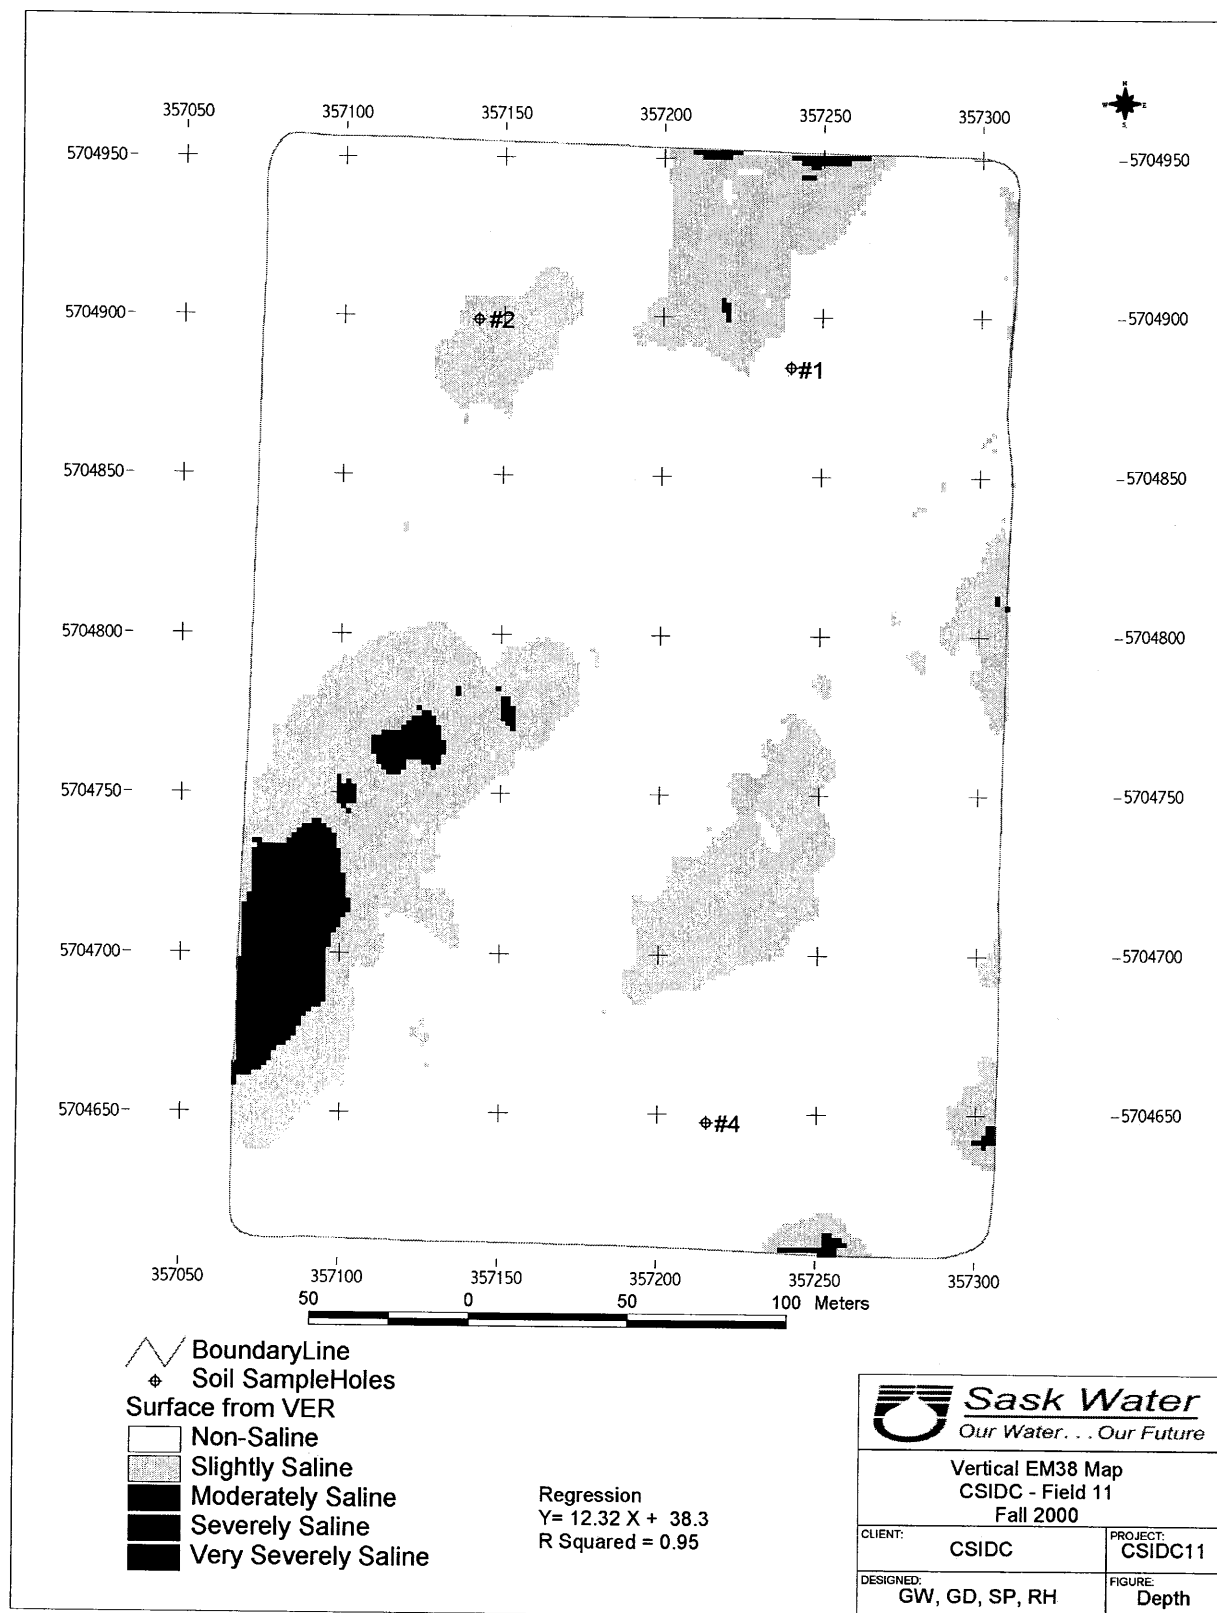 N
W E
S
357050 357100 357150 357200 357250 357300
5704950 5704950
5704900 5704900
#2
#1
5704850 5704850
5704800 5704800
5704750 5704750
5704700 5704700
5704650 5704650
#4
357050 357100 357150 357200 357250 357300
50 0 50 100 Meters
BoundaryLine
Soil SampleHoles
Surface from VER
Non-Saline
Slightly Saline
Moderately Saline
Severely Saline
Very Severely Saline
Regression
Y= 12.32 X + 38.3
R Squared = 0.95
Sask Water
Our Water. . . Our Future
Vertical EM38 Map
CSIDC - Field 11
Fall 2000
CLIENT: CSIDC
PROJECT: CSIDC11
DESIGNED: GW, GD, SP, RH
FIGURE: Depth